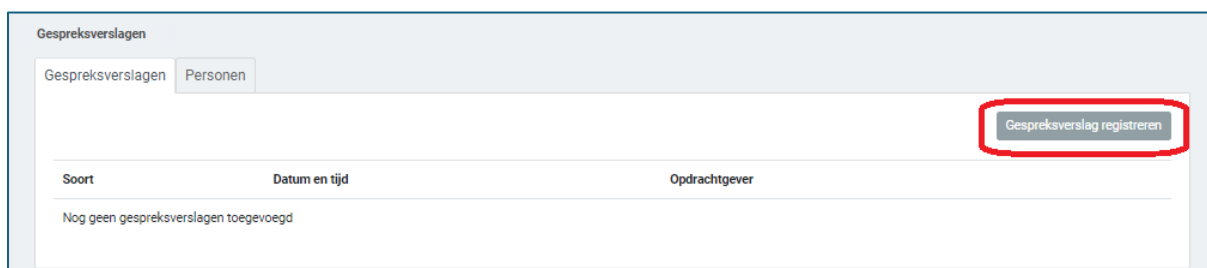 Gespreksverslagen
Gespreksverslagen Personen
Gespreksverslag registreren
Soort Datum en tijd Opdrachtgever
Nog geen gespreksverslagen toegevoegd